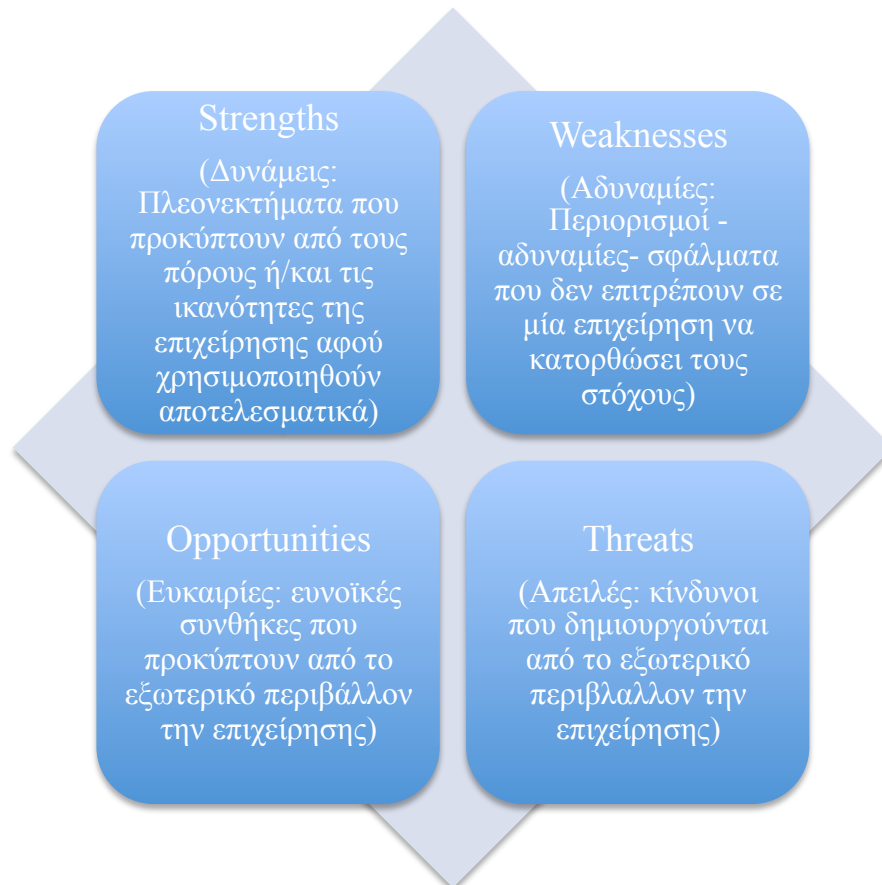 Strengths
(Δυνάμεις:
Πλεονεκτήματα που
προκύπτουν από τους
πόρους ή/και τις
ικανότητες της
επιχείρησης αφού
χρησιμοποιηθούν
αποτελεσματικά)
Weaknesses
(Αδυναμίες:
Περιορισμοί -
αδυναμίες- σφάλματα
που δεν επιτρέπουν σε
μία επιχείρηση να
κατορθώσει τους
στόχους)
Opportunities
(Ευκαιρίες: ευνοϊκές
συνθήκες που
προκύπτουν από το
εξωτερικό περιβάλλον
την επιχείρησης)
Threats
(Απειλές: κίνδυνοι
που δημιουργούνται
από το εξωτερικό
περιβλαλλον την
επιχείρησης)